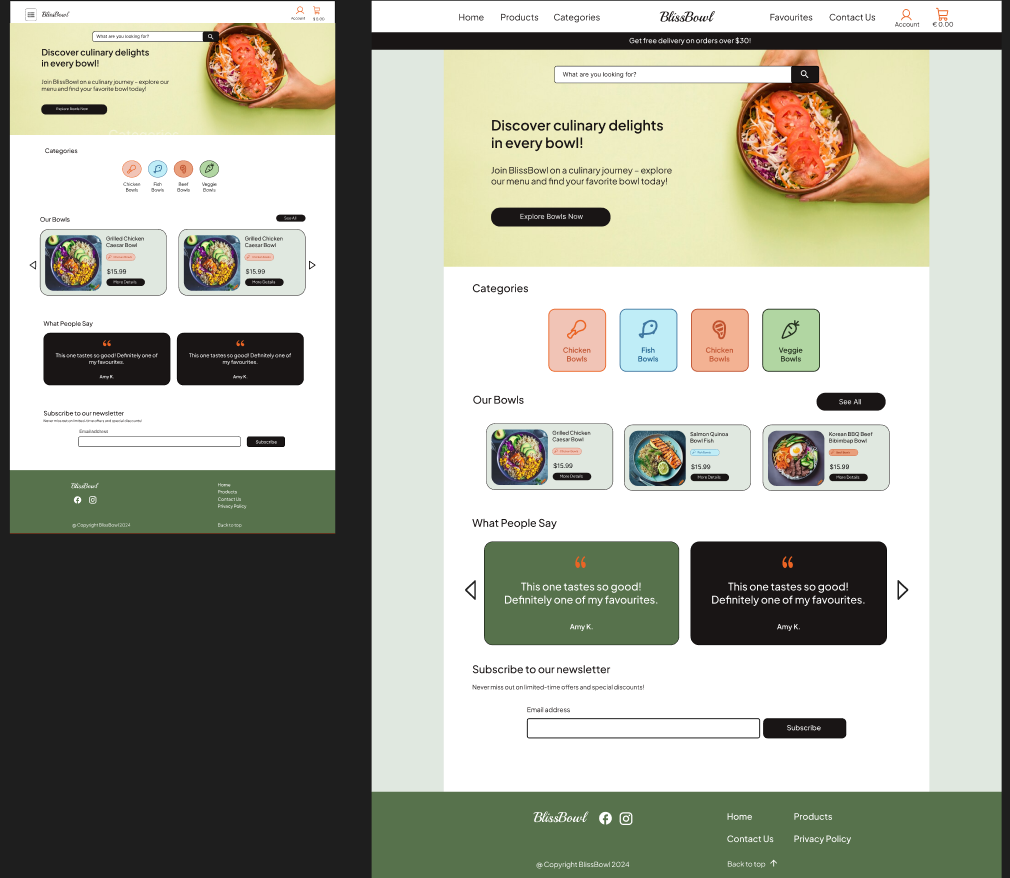 BlissBowl
Account
$ 0.00
What are you looking for?
Discover culinary delights
in every bowl!
Join BlissBowl on a culinary journey – explore our
menu and find your favorite bowl today!
Explore Bowls Now
Categories
Chicken
Bowls
Fish
Bowls
Beef
Bowls
Veggie
Bowls
Our Bowls
See All
Grilled Chicken
Caesar Bowl
Chicken Bowls
$15.99
More Details
Grilled Chicken
Caesar Bowl
Chicken Bowls
$15.99
More Details
What People Say
This one tastes so good! Definitely one of
my favourites.
Amy K.
This one tastes so good! Definitely one of
my favourites.
Amy K.
Subscribe to our newsletter
Never miss out on limited-time offers and special discounts!
Email address
Subscribe
BlissBowl
Home
Products
Contact Us
Privacy Policy
@ Copyright BlissBowl 2024
Back to top
Home Products Categories BlissBowl Favourites Contact Us
Account
€ 0.00
Get free delivery on orders over $30!
What are you looking for?
Discover culinary delights
in every bowl!
Join BlissBowl on a culinary journey – explore
our menu and find your favorite bowl today!
Explore Bowls Now
Categories
Chicken
Bowls
Fish
Bowls
Chicken
Bowls
Veggie
Bowls
Our Bowls
See All
Grilled Chicken
Caesar Bowl
Chicken Bowls
$15.99
More Details
Salmon Quinoa
Bowl Fish
$15.99
More Details
Korean BBQ Beef
Bibimbap Bowl
$15.99
More Details
What People Say
This one tastes so good!
Definitely one of my favourites.
Amy K.
This one tastes so good!
Definitely one of my favourites.
Amy K.
Subscribe to our newsletter
Never miss out on limited-time offers and special discounts!
Email address
Subscribe
BlissBowl
Home
Products
Contact Us
Privacy Policy
@ Copyright BlissBowl 2024
Back to top